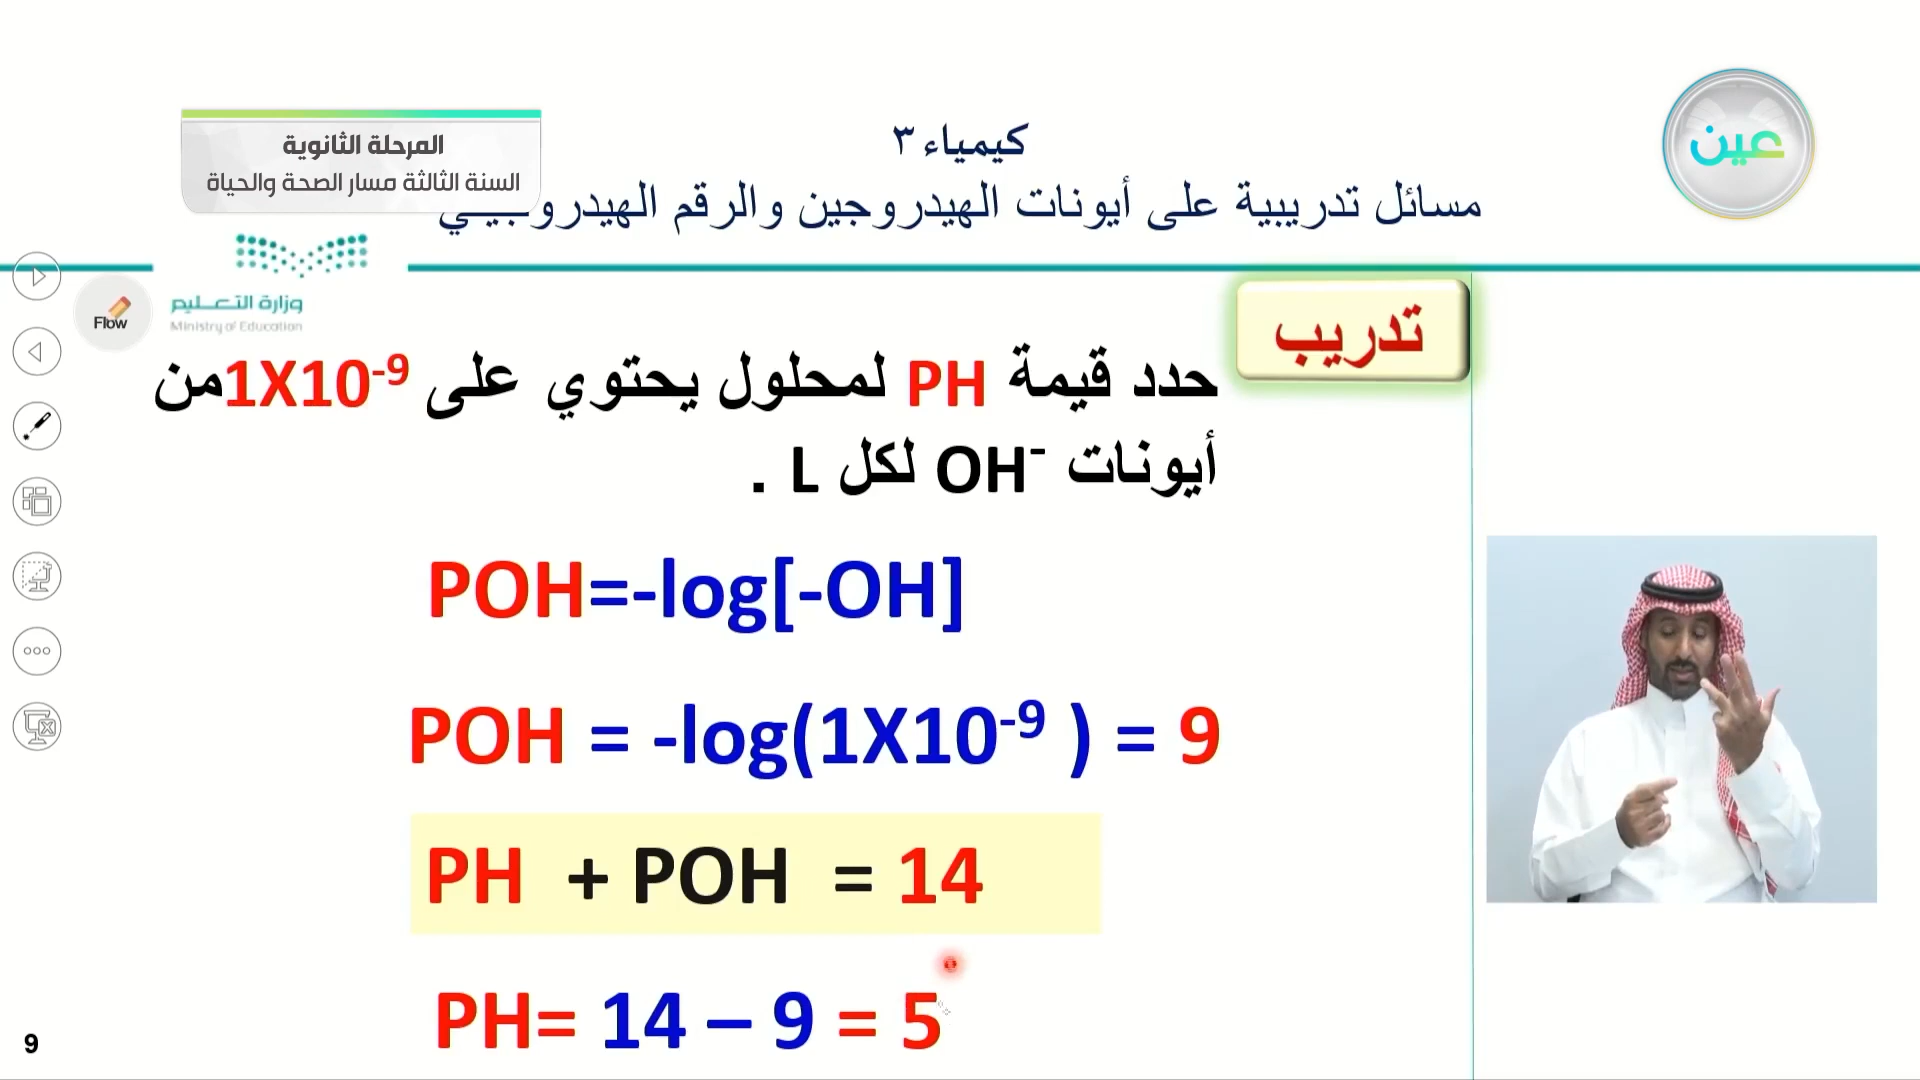 المرحلة الثانوية
السنة الثالثة مسار الصحة والحياة
كيمياء ٣
عين
مسائل تدريبية على أيونات الهيدروجين والرقم الهيدروجيني
وزارة التعليم
Ministry of Education
Flow
تدريب
حدد قيمة PH لمحلول يحتوي على 1X10⁻⁹ من
أيونات OH⁻ لكل L .
POH=-log[-OH]
POH = -log(1X10⁻⁹ ) = 9
PH + POH = 14
PH= 14 – 9 = 5
9